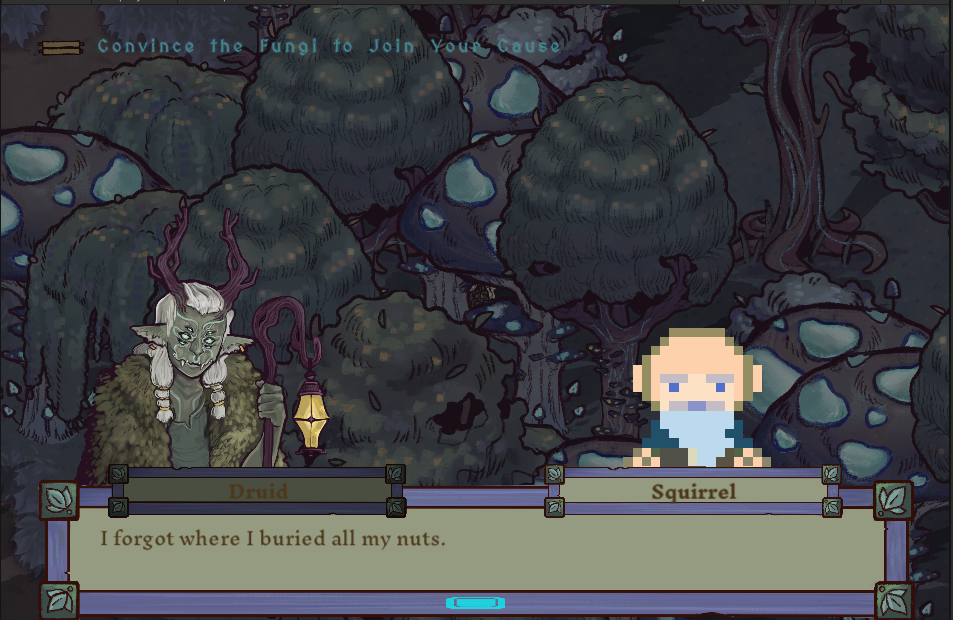 Convince the Fungi to Join Your Cause
Druid
Squirrel
I forgot where I buried all my nuts.